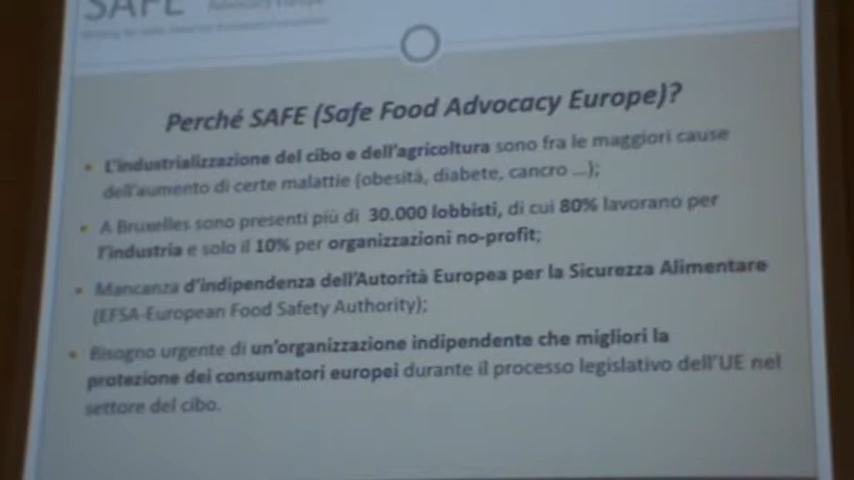 SAFE
Advocacy Europe
Perché SAFE (Safe Food Advocacy Europe)?
L'industrializzazione del cibo e dell'agricoltura sono fra le maggiori cause
dell'aumento di certe malattie (obesità, diabete, cancro ...);
A Bruxelles sono presenti più di 30.000 lobbisti, di cui 80% lavorano per
l'industria e solo il 10% per organizzazioni no-profit;
Mancanza d'indipendenza dell'Autorità Europea per la Sicurezza Alimentare
(EFSA-European Food Safety Authority);
Bisogno urgente di un'organizzazione indipendente che migliori la
protezione dei consumatori europei durante il processo legislativo dell'UE nel
settore del cibo.